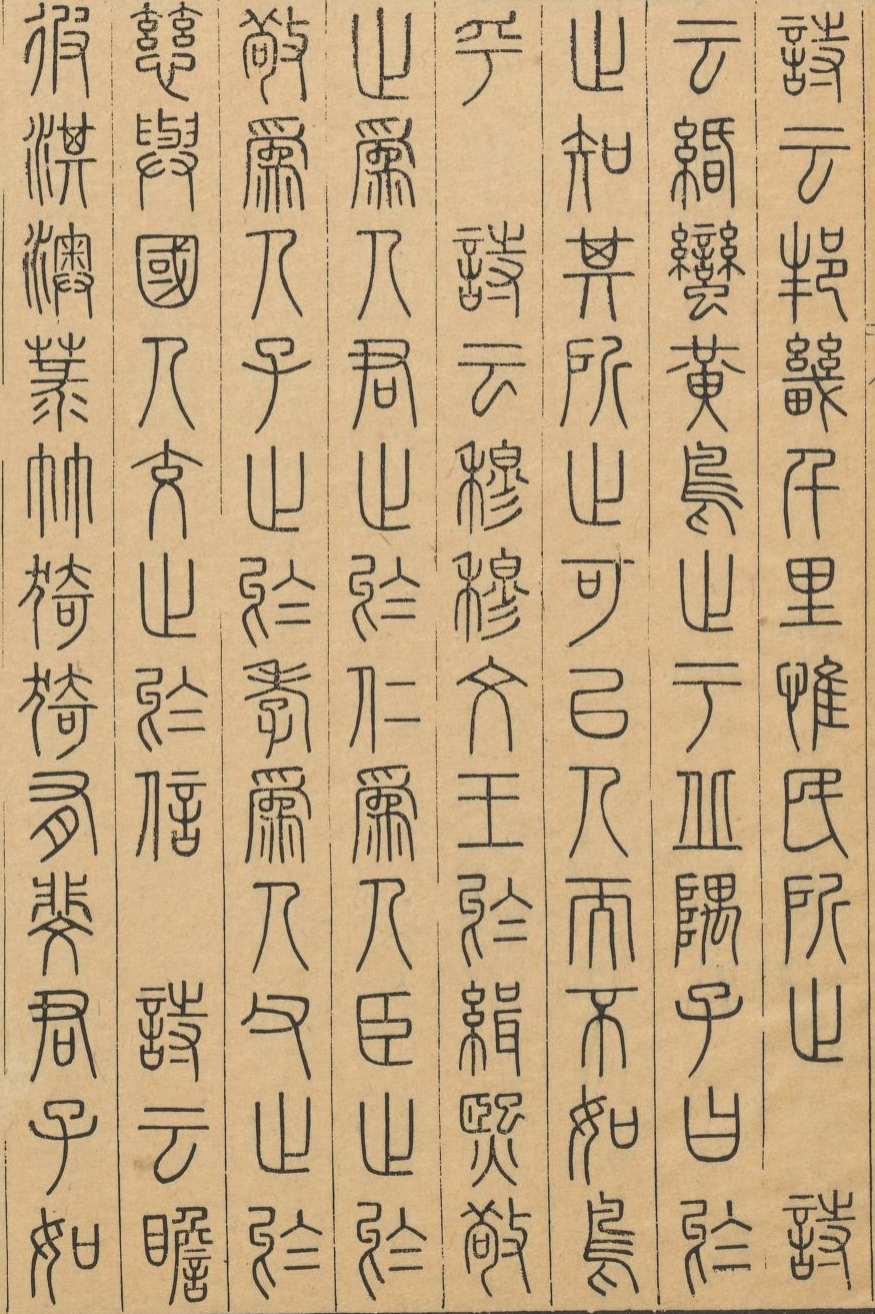 詩云邦畿千里惟民所止　詩
云緡蠻黃鳥止于丘隅子曰於
止知其所止可以人而不如鳥
乎　詩云穆穆文王於緝熙敬
止爲人君止於仁爲人臣止於
敬爲人子止於孝爲人父止於
慈與國人交止於信　詩云瞻
彼淇澳菉竹猗猗有斐君子如